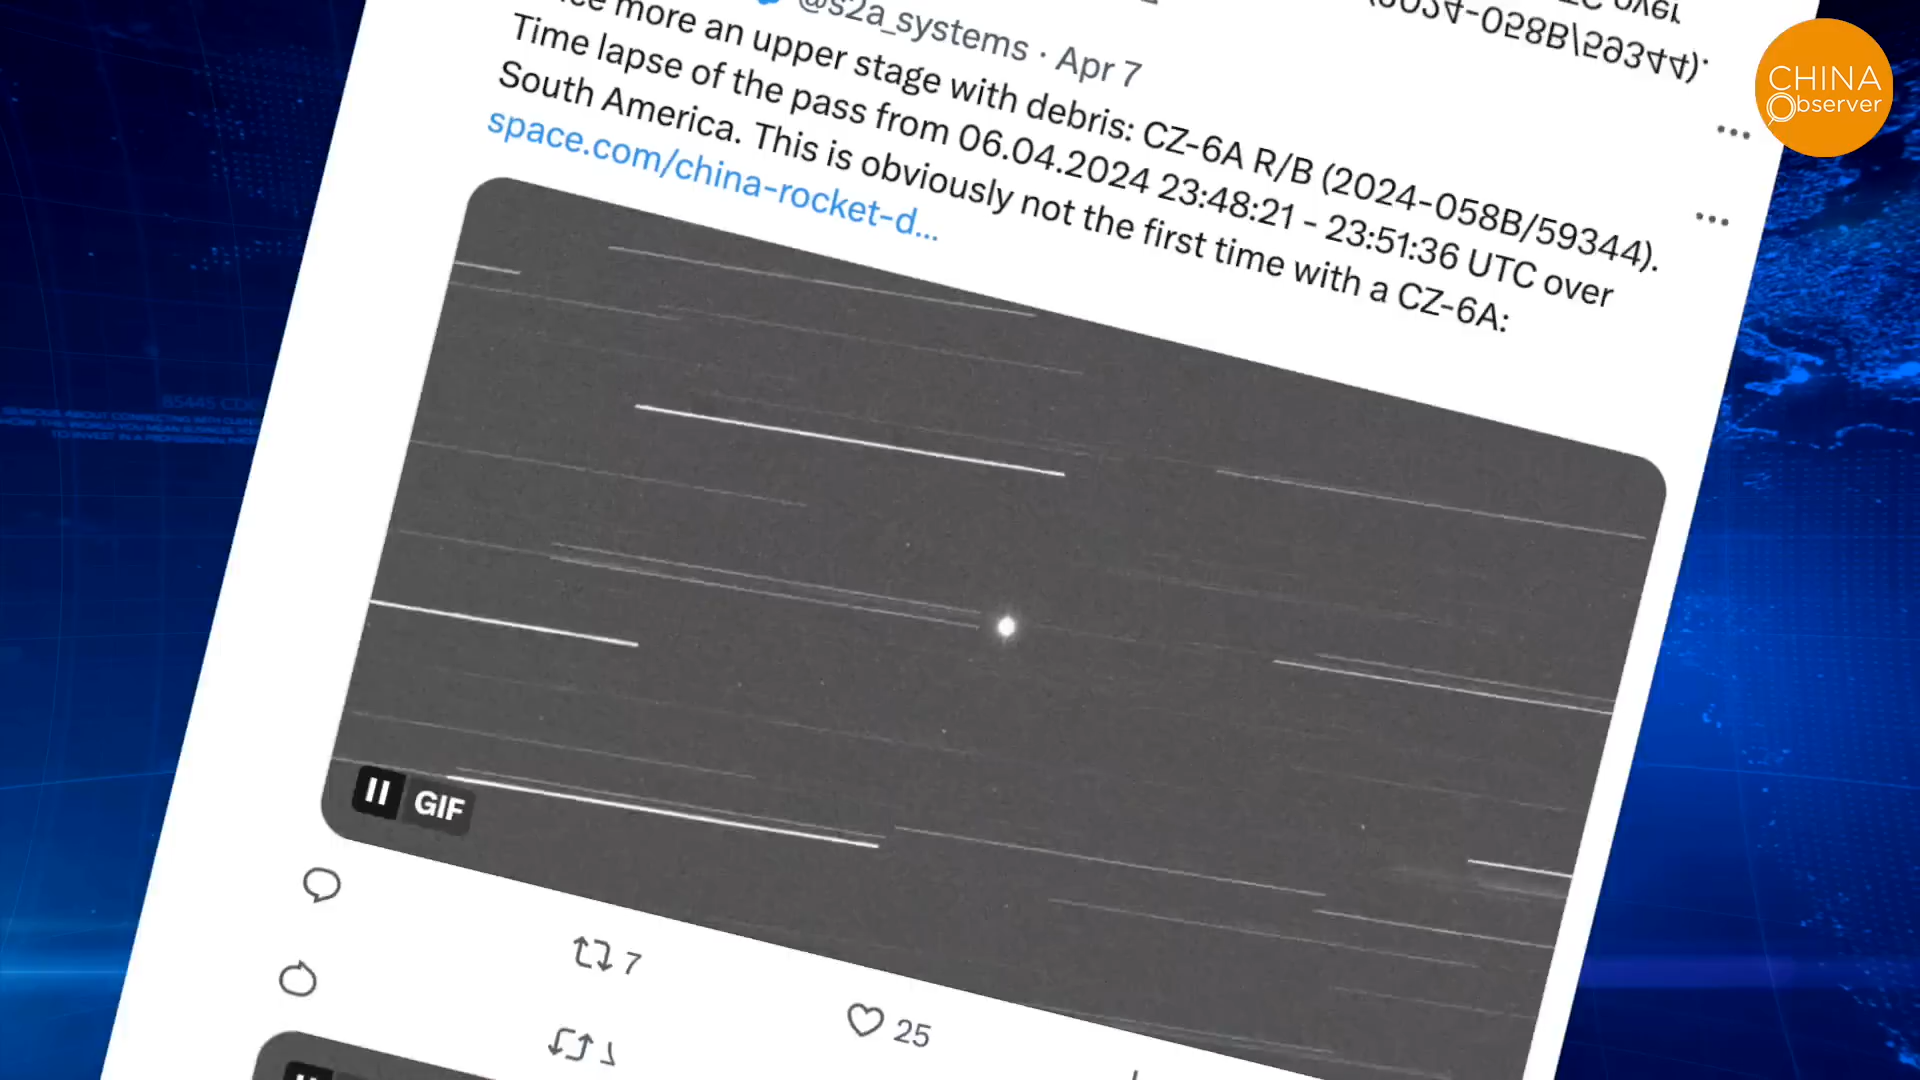 @s2a_systems · Apr 7
more an upper stage with debris: CZ-6A R/B (2024-058B/59344).
Time lapse of the pass from 06.04.2024 23:48:21 - 23:51:36 UTC over
South America. This is obviously not the first time with a CZ-6A:
space.com/china-rocket-d...
GIF
7
25
CHINA
Observer